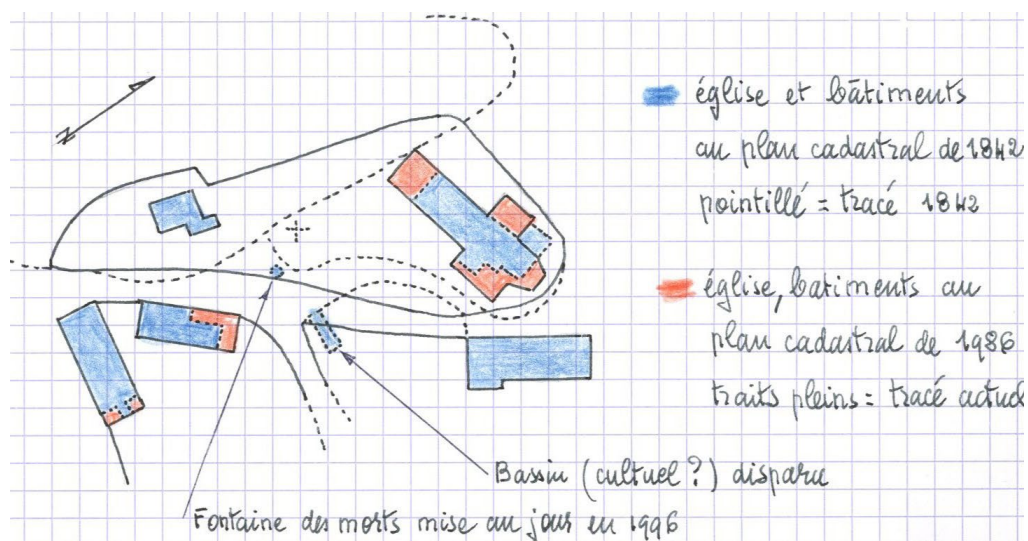 N
église et bâtiments
au plan cadastral de 1842
pointillé = tracé 1842
église, batiments au
plan cadastral de 1986
traits pleins = tracé actuel
Bassin (cultuel ?) disparu
Fontaine des morts mise au jour en 1996